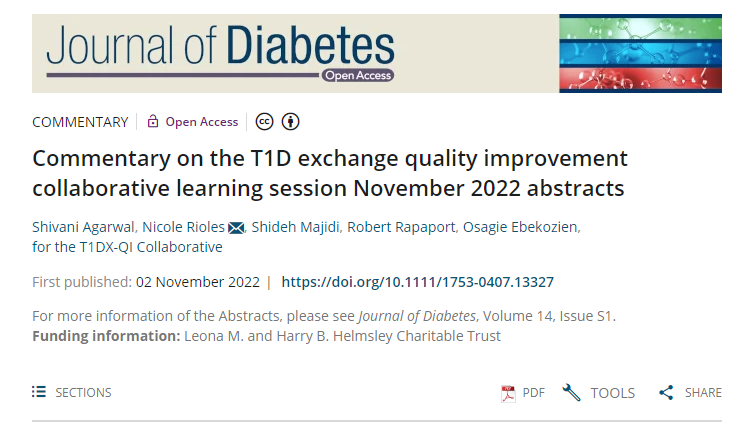 Journal of Diabetes
Open Access
COMMENTARY Open Access cc
Commentary on the T1D exchange quality improvement
collaborative learning session November 2022 abstracts
Shivani Agarwal, Nicole Rioles, Shideh Majidi, Robert Rapaport, Osagie Ebekozien,
for the T1DX-QI Collaborative
First published: 02 November 2022 | https://doi.org/10.1111/1753-0407.13327
For more information of the Abstracts, please see Journal of Diabetes, Volume 14, Issue S1.
Funding information: Leona M. and Harry B. Helmsley Charitable Trust
SECTIONS PDF TOOLS SHARE